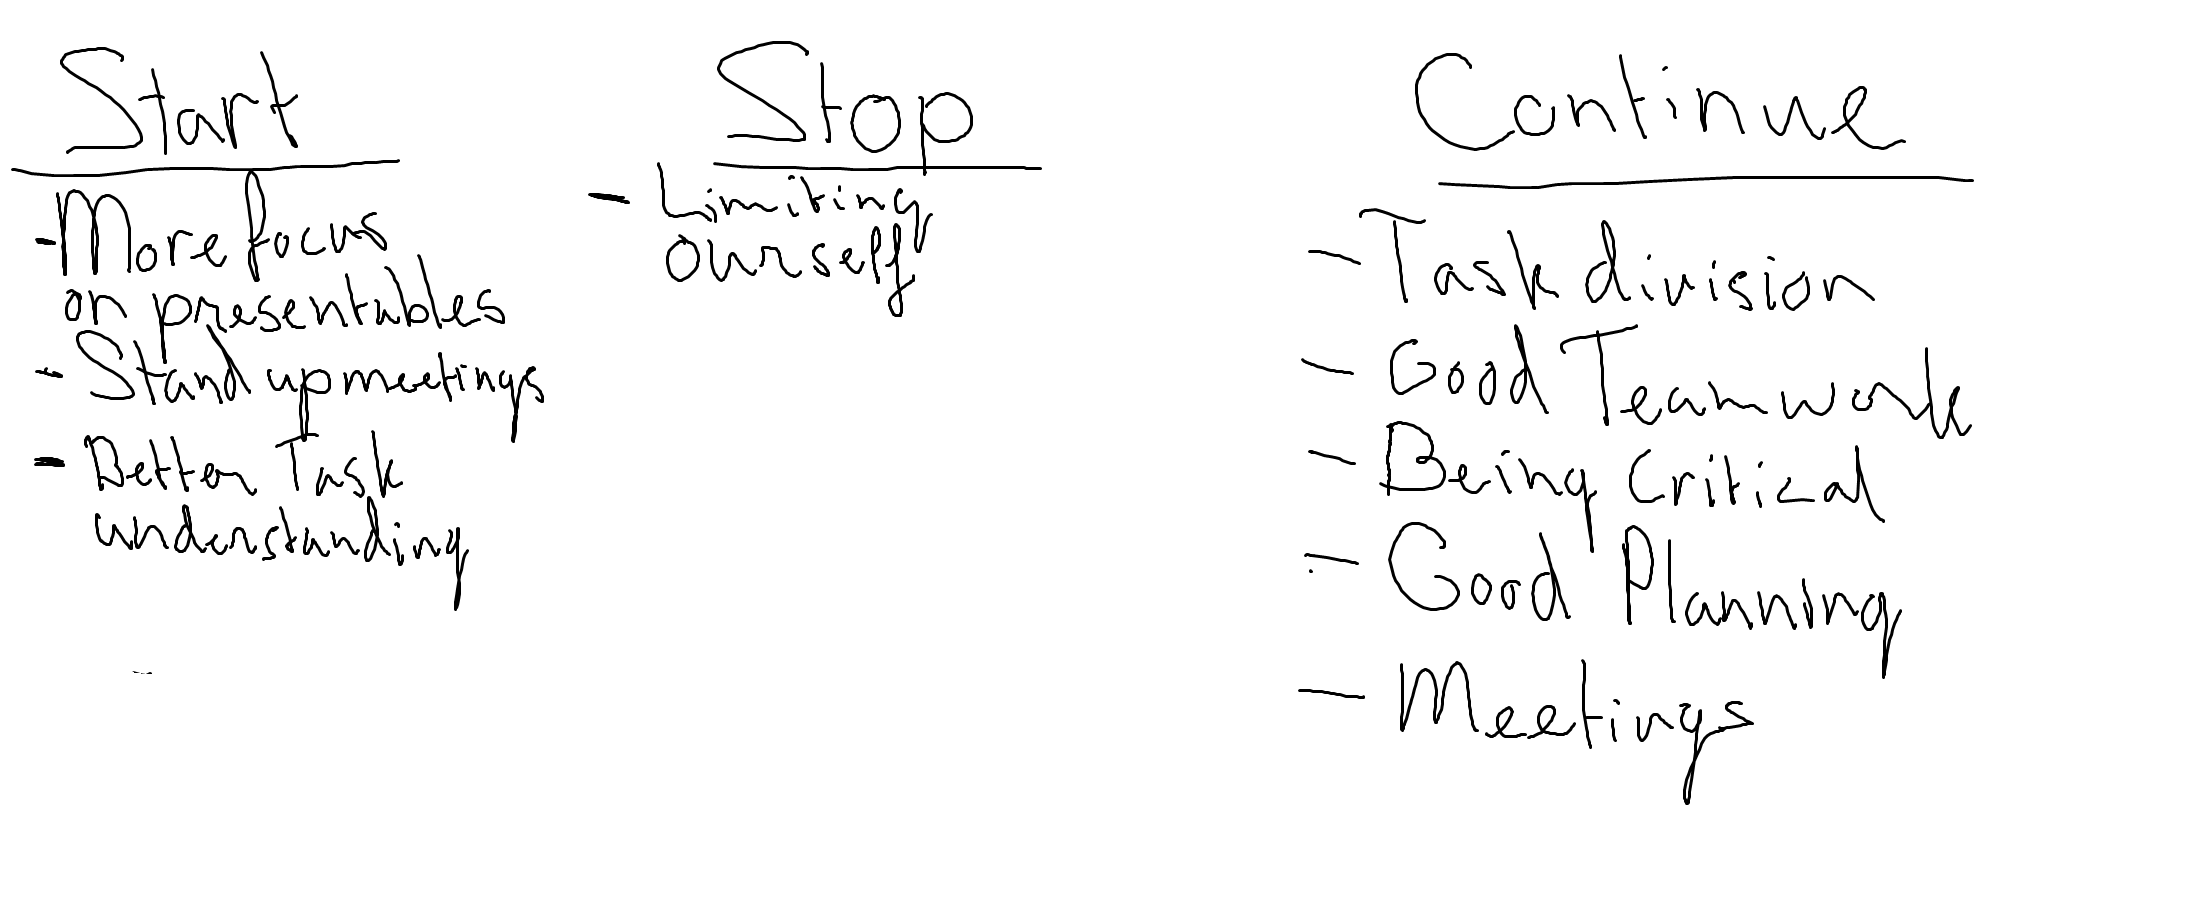 Start
- More focus
on presentables
- Stand up meetings
- Better Task
understanding
Stop
- Limiting
ourself
Continue
- Task division
- Good Teamwork
- Being Critical
- Good Planning
- Meetings